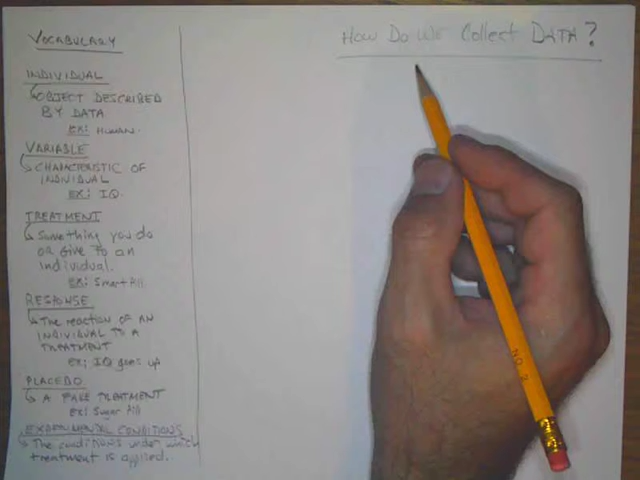 VOCABULARY
INDIVIDUAL
OBJECT DESCRIBED
BY DATA
EX: HUMAN.
VARIABLE
CHARACTERISTIC OF
INDIVIDUAL
EX: IQ.
TREATMENT
Something you do
or Give to an
individual.
EX: Smart Pill
RESPONSE
The reaction OF AN
INDIVIDUAL TO A
TREATMENT
EX: IQ goes up
PLACEBO
A FAKE TREATMENT
EX: Sugar Pill
EXPERIMENTAL CONDITIONS
The conditions under which
treatment is applied.
How Do We Collect DATA?
NO. 2